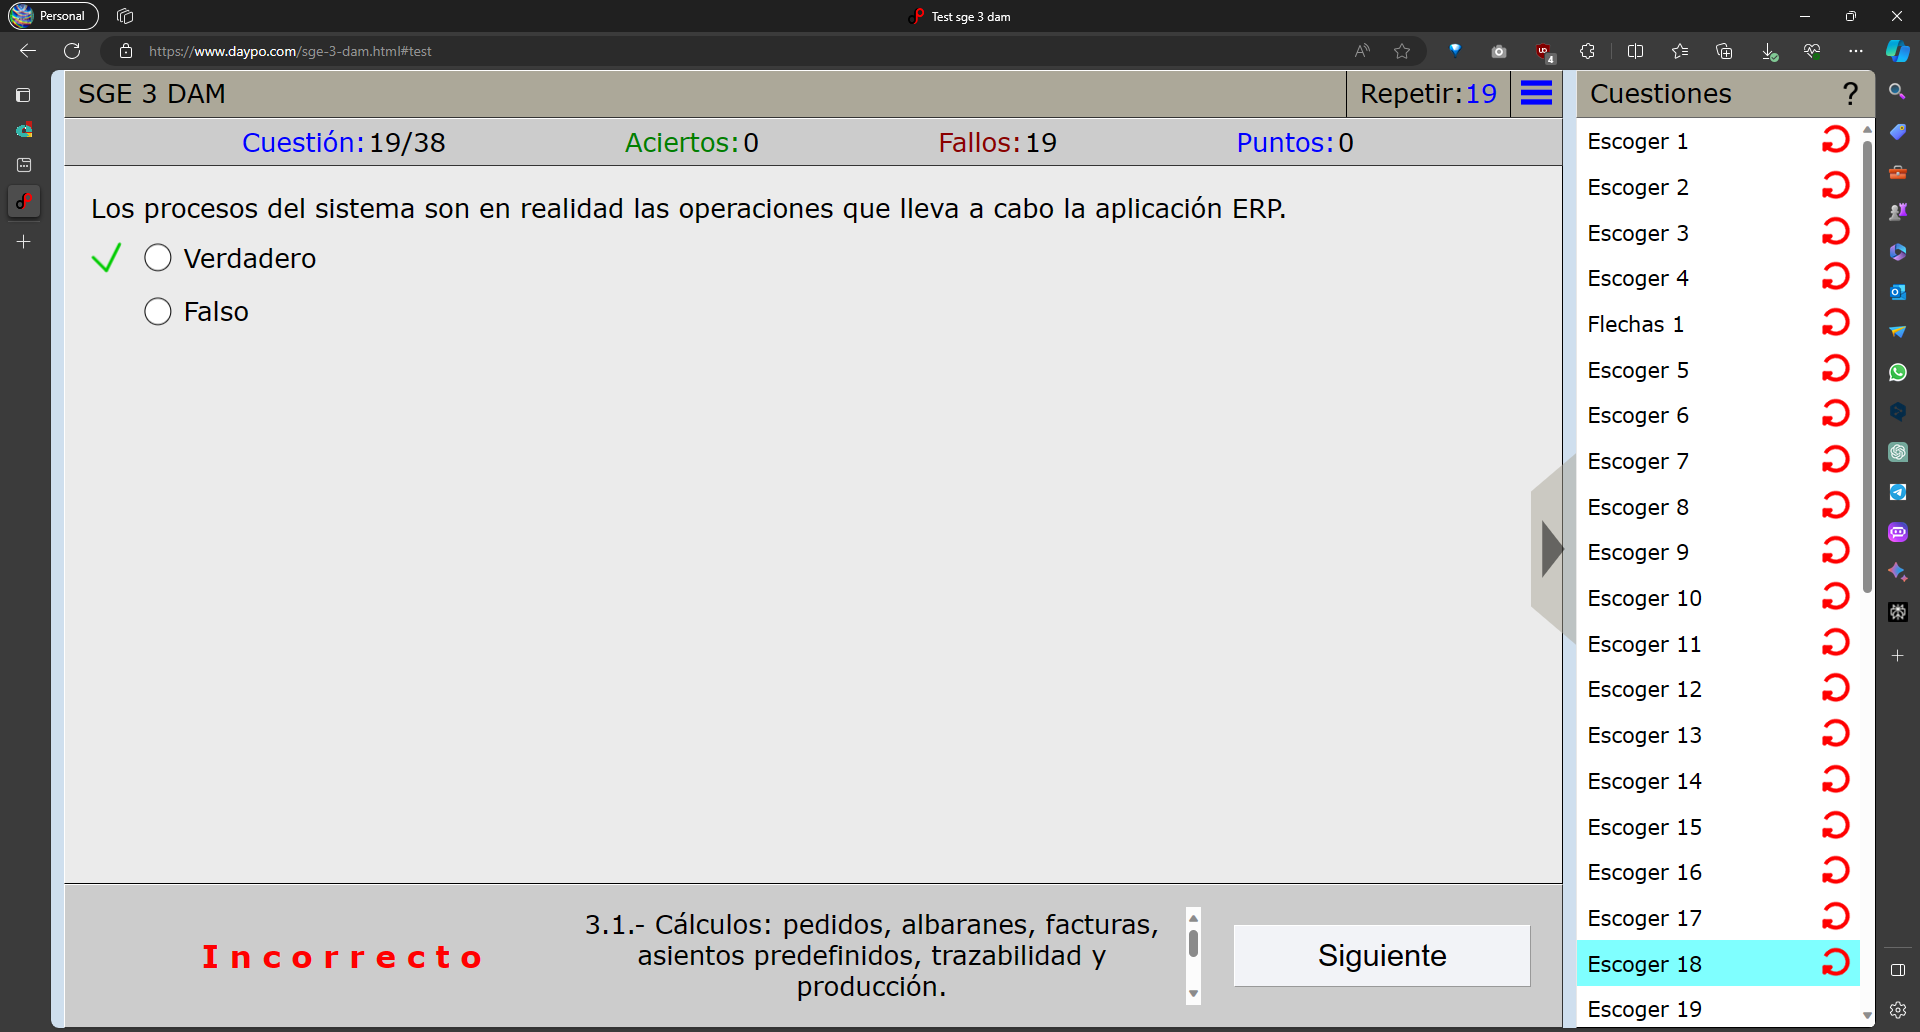 Personal
Test sge 3 dam
https://www.daypo.com/sge-3-dam.html#test
SGE 3 DAM
Repetir:19
Cuestión:19/38
Aciertos:0
Fallos:19
Puntos:0
Los procesos del sistema son en realidad las operaciones que lleva a cabo la aplicación ERP.
Verdadero
Falso
Incorrecto
3.1.- Cálculos: pedidos, albaranes, facturas,
asientos predefinidos, trazabilidad y
producción.
Siguiente
Cuestiones
?
Escoger 1
Escoger 2
Escoger 3
Escoger 4
Flechas 1
Escoger 5
Escoger 6
Escoger 7
Escoger 8
Escoger 9
Escoger 10
Escoger 11
Escoger 12
Escoger 13
Escoger 14
Escoger 15
Escoger 16
Escoger 17
Escoger 18
Escoger 19
4